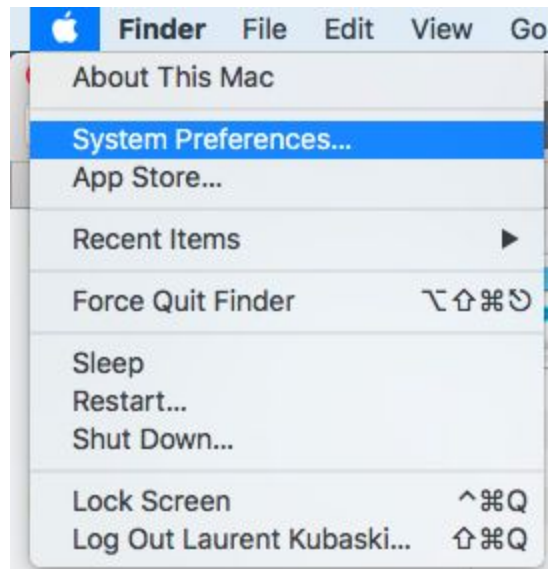 Finder File Edit View Go
About This Mac
System Preferences...
App Store...
Recent Items ▶
Force Quit Finder ⌥⇧⌘⎋
Sleep
Restart...
Shut Down...
Lock Screen ^⌘Q
Log Out Laurent Kubaski... ⇧⌘Q